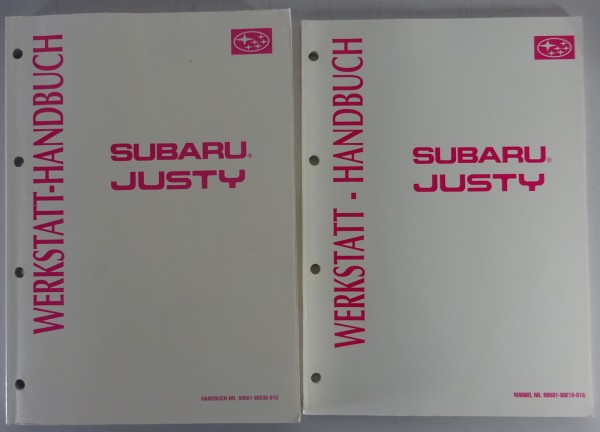 WERKSTATT-HANDBUCH
SUBARU®
JUSTY
WERKSTATT - HANDBUCH
SUBARU®
JUSTY